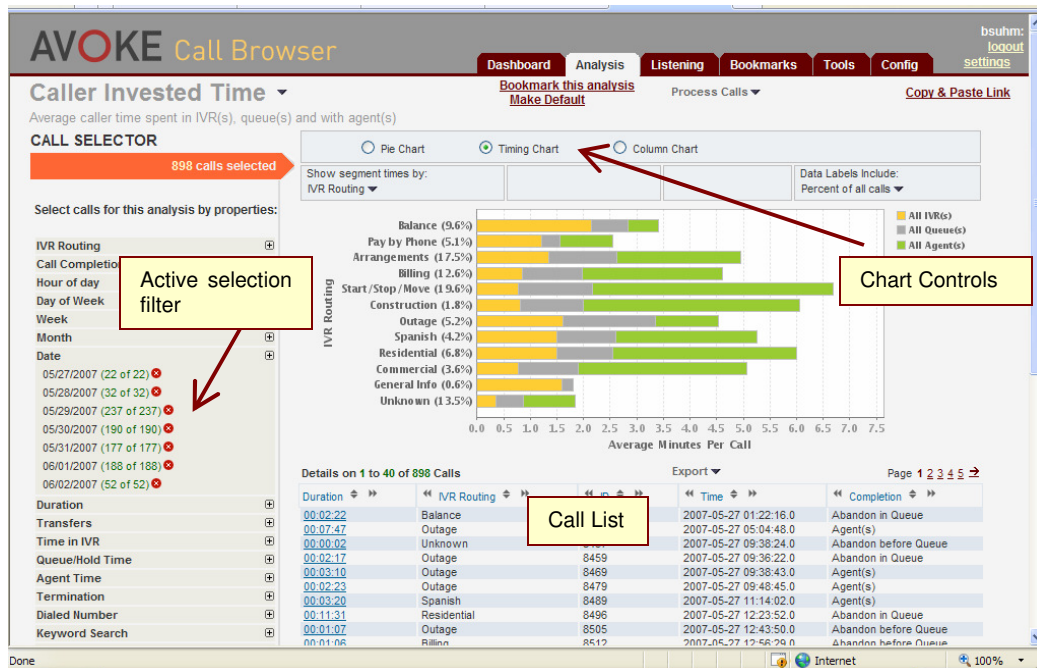 AVOKE Call Browser
bsuhm:
logout
settings
Dashboard Analysis Listening Bookmarks Tools Config
Caller Invested Time
Bookmark this analysis
Make Default
Process Calls
Copy & Paste Link
Average caller time spent in IVR(s), queue(s) and with agent(s)
CALL SELECTOR
898 calls selected
Select calls for this analysis by properties:
IVR Routing
Call Completion
Hour of day
Day of Week
Week
Month
Date
05/27/2007 (22 of 22)
05/28/2007 (32 of 32)
05/29/2007 (237 of 237)
05/30/2007 (190 of 190)
05/31/2007 (177 of 177)
06/01/2007 (188 of 188)
06/02/2007 (52 of 52)
Duration
Transfers
Time in IVR
Queue/Hold Time
Agent Time
Termination
Dialed Number
Keyword Search
Active selection
filter
Pie Chart Timing Chart Column Chart
Show segment times by:
IVR Routing
Data Labels Include:
Percent of all calls
IVR Routing
Balance (9.6%)
Pay by Phone (5.1%)
Arrangements (17.5%)
Billing (12.6%)
Start/Stop/Move (19.6%)
Construction (1.8%)
Outage (5.2%)
Spanish (4.2%)
Residential (6.8%)
Commercial (3.6%)
General Info (0.6%)
Unknown (13.5%)
0.0 0.5 1.0 1.5 2.0 2.5 3.0 3.5 4.0 4.5 5.0 5.5 6.0 6.5 7.0 7.5
Average Minutes Per Call
All IVR(s)
All Queue(s)
All Agent(s)
Chart Controls
Details on 1 to 40 of 898 Calls
Export
Page 1 2 3 4 5
Duration IVR Routing Time Completion
Call List
00:02:22 Balance 2007-05-27 01:22:16.0 Abandon in Queue
00:07:47 Outage 2007-05-27 05:04:48.0 Agent(s)
00:00:02 Unknown 2007-05-27 09:38:24.0 Abandon before Queue
00:02:17 Outage 8459 2007-05-27 09:36:22.0 Abandon in Queue
00:03:10 Outage 8469 2007-05-27 09:38:43.0 Agent(s)
00:02:23 Outage 8479 2007-05-27 09:48:45.0 Agent(s)
00:03:20 Spanish 8489 2007-05-27 11:14:02.0 Agent(s)
00:11:31 Residential 8496 2007-05-27 12:23:52.0 Abandon in Queue
00:01:07 Outage 8505 2007-05-27 12:43:50.0 Abandon before Queue
00:01:06 Billing 8512 2007-05-27 12:56:29.0 Abandon before Queue
Done
Internet
100%